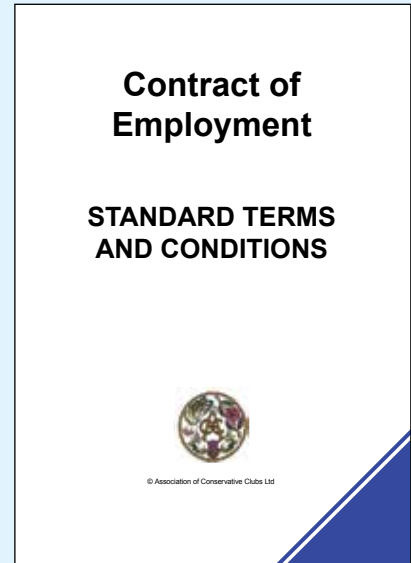 Contract of
Employment
STANDARD TERMS
AND CONDITIONS
© Association of Conservative Clubs Ltd